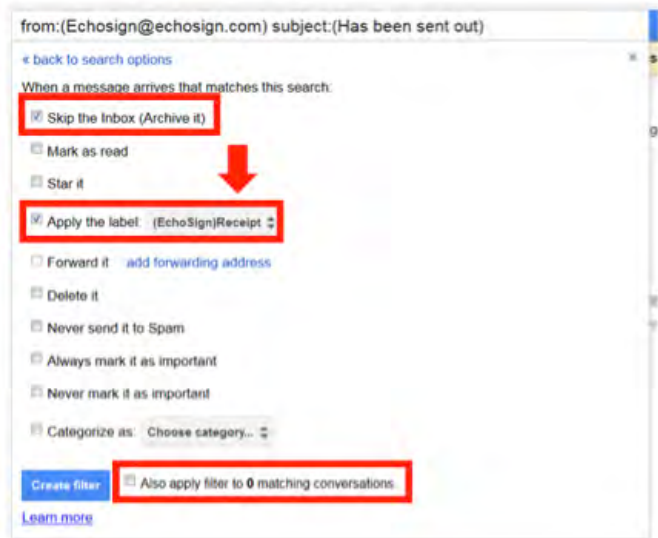 from:(Echosign@echosign.com) subject:(Has been sent out)
« back to search options
×
When a message arrives that matches this search:
Skip the Inbox (Archive it)
Mark as read
Star it
Apply the label: (EchoSign)Receipt
Forward it add forwarding address
Delete it
Never send it to Spam
Always mark it as important
Never mark it as important
Categorize as: Choose category...
Create filter Also apply filter to 0 matching conversations.
Learn more